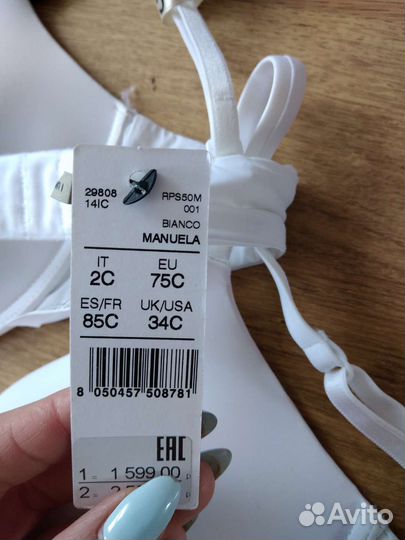 29808 RPS50M
14IC 001
BIANCO
MANUELA
IT EU
2C 75C
ES/FR UK/USA
85C 34C
8 050457 508781
EAC
1 = 1 599.00 р
2 =
Avito